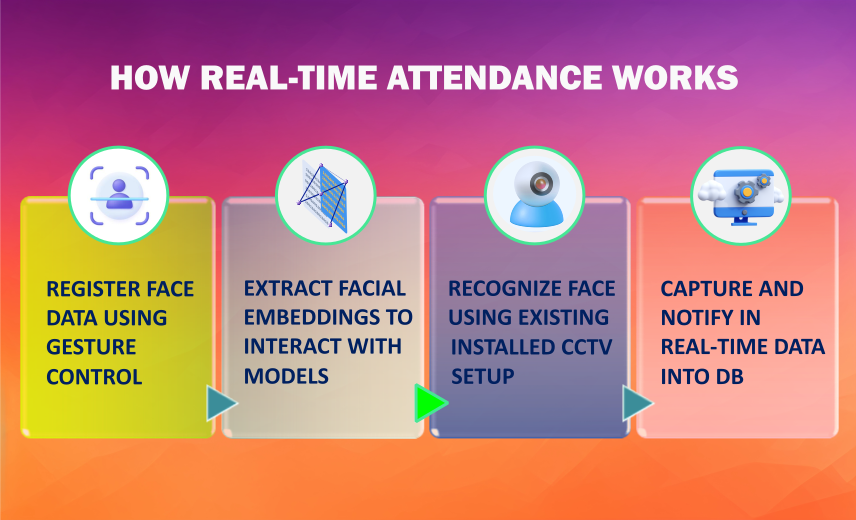 HOW REAL-TIME ATTENDANCE WORKS
REGISTER FACE
DATA USING
GESTURE
CONTROL
EXTRACT FACIAL
EMBEDDINGS TO
INTERACT WITH
MODELS
RECOGNIZE FACE
USING EXISTING
INSTALLED CCTV
SETUP
CAPTURE AND
NOTIFY IN
REAL-TIME DATA
INTO DB